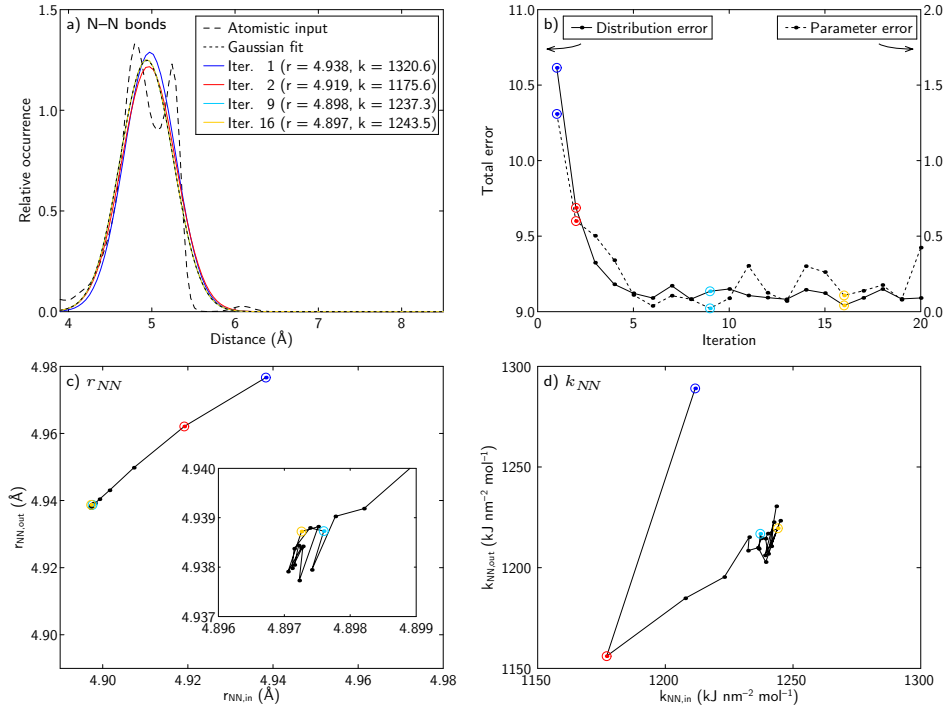 a) N–N bonds
Atomistic input
Gaussian fit
Iter. 1 (r = 4.938, k = 1320.6)
Iter. 2 (r = 4.919, k = 1175.6)
Iter. 9 (r = 4.898, k = 1237.3)
Iter. 16 (r = 4.897, k = 1243.5)
Relative occurrence
1.5
1.0
0.5
0.0
4 5 6 7 8
Distance (Å)
b)
Distribution error
Parameter error
Total error
11.0
10.5
10.0
9.5
9.0
2.0
1.5
1.0
0.5
0.0
0 5 10 15 20
Iteration
c) r_NN
r_NN,out (Å)
4.98
4.96
4.94
4.92
4.90
4.90 4.92 4.94 4.96 4.98
r_NN,in (Å)
4.940
4.939
4.938
4.937
4.896 4.897 4.898 4.899
d) k_NN
k_NN,out (kJ nm⁻² mol⁻¹)
1300
1250
1200
1150
1150 1200 1250 1300
k_NN,in (kJ nm⁻² mol⁻¹)